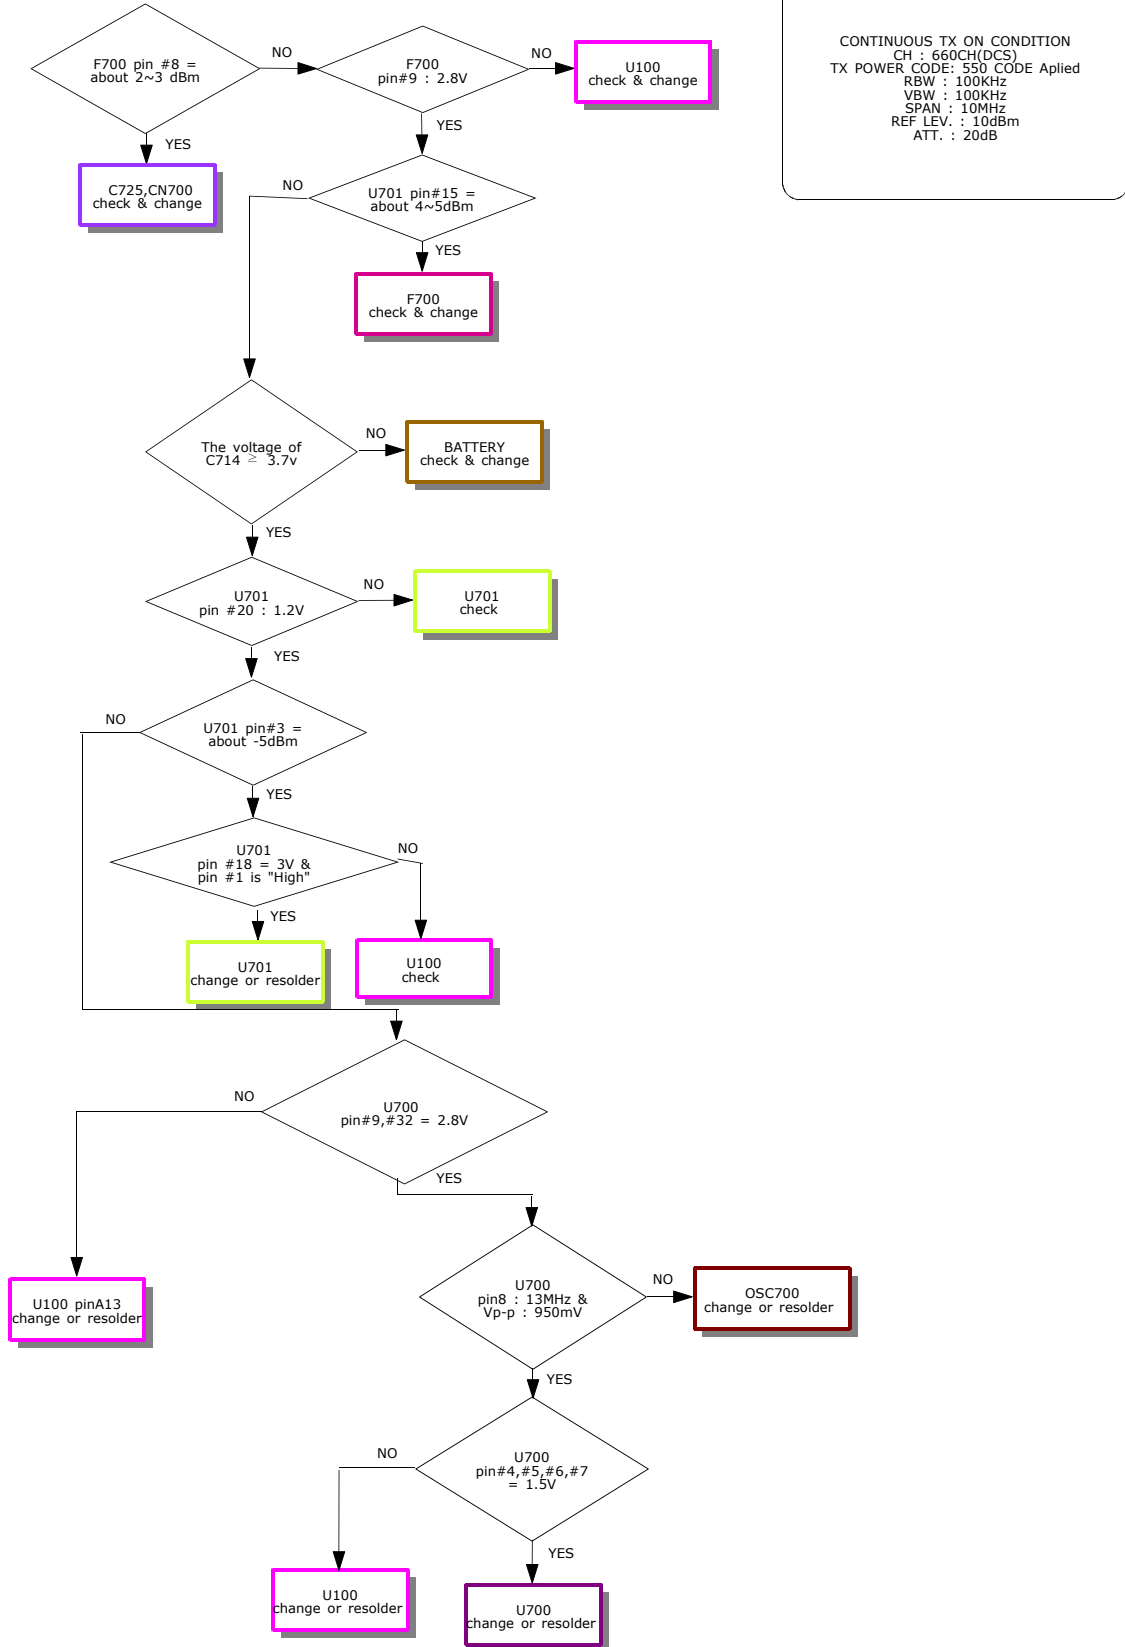 CONTINUOUS TX ON CONDITION
CH : 660CH(DCS)
TX POWER CODE: 550 CODE Aplied
RBW : 100KHz
VBW : 100KHz
SPAN : 10MHz
REF LEV. : 10dBm
ATT. : 20dB
F700 pin #8 =
about 2~3 dBm
NO
F700
pin#9 : 2.8V
NO
U100
check & change
YES
YES
C725,CN700
check & change
NO
U701 pin#15 =
about 4~5dBm
YES
F700
check & change
The voltage of
C714 ≥ 3.7v
NO
BATTERY
check & change
YES
U701
pin #20 : 1.2V
NO
U701
check
YES
NO
U701 pin#3 =
about -5dBm
YES
U701
pin #18 = 3V &
pin #1 is "High"
NO
YES
U701
change or resolder
U100
check
NO
U700
pin#9,#32 = 2.8V
YES
U100 pinA13
change or resolder
U700
pin8 : 13MHz &
Vp-p : 950mV
NO
OSC700
change or resolder
YES
NO
U700
pin#4,#5,#6,#7
= 1.5V
YES
U100
change or resolder
U700
change or resolder